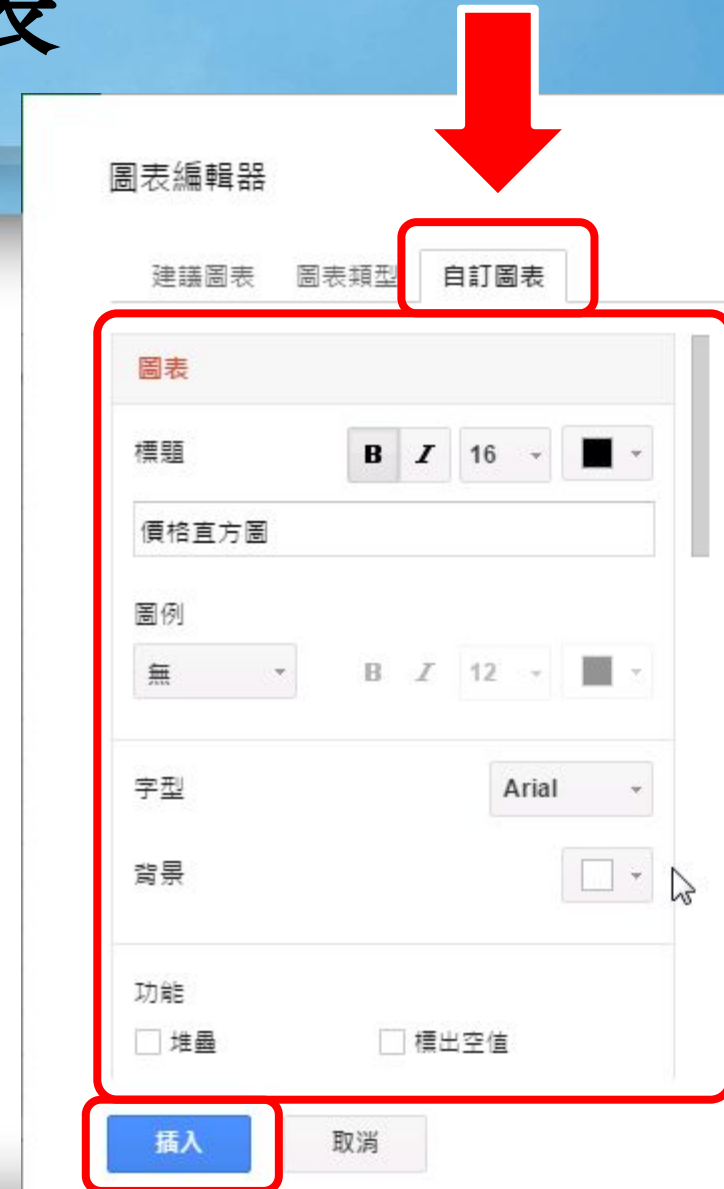 表
圖表編輯器
建議圖表 圖表類型 自訂圖表
圖表
標題 B I 16
價格直方圖
圖例
無 B I 12
字型 Arial
背景
功能
堆疊 標出空值
插入 取消